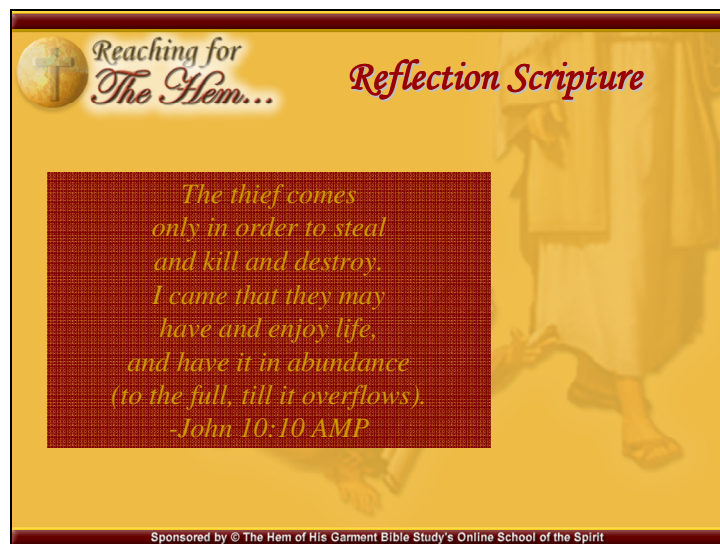 Reaching for
The Hem...
Reflection Scripture
The thief comes
only in order to steal
and kill and destroy.
I came that they may
have and enjoy life,
and have it in abundance
(to the full, till it overflows).
-John 10:10 AMP
Sponsored by © The Hem of His Garment Bible Study's Online School of the Spirit